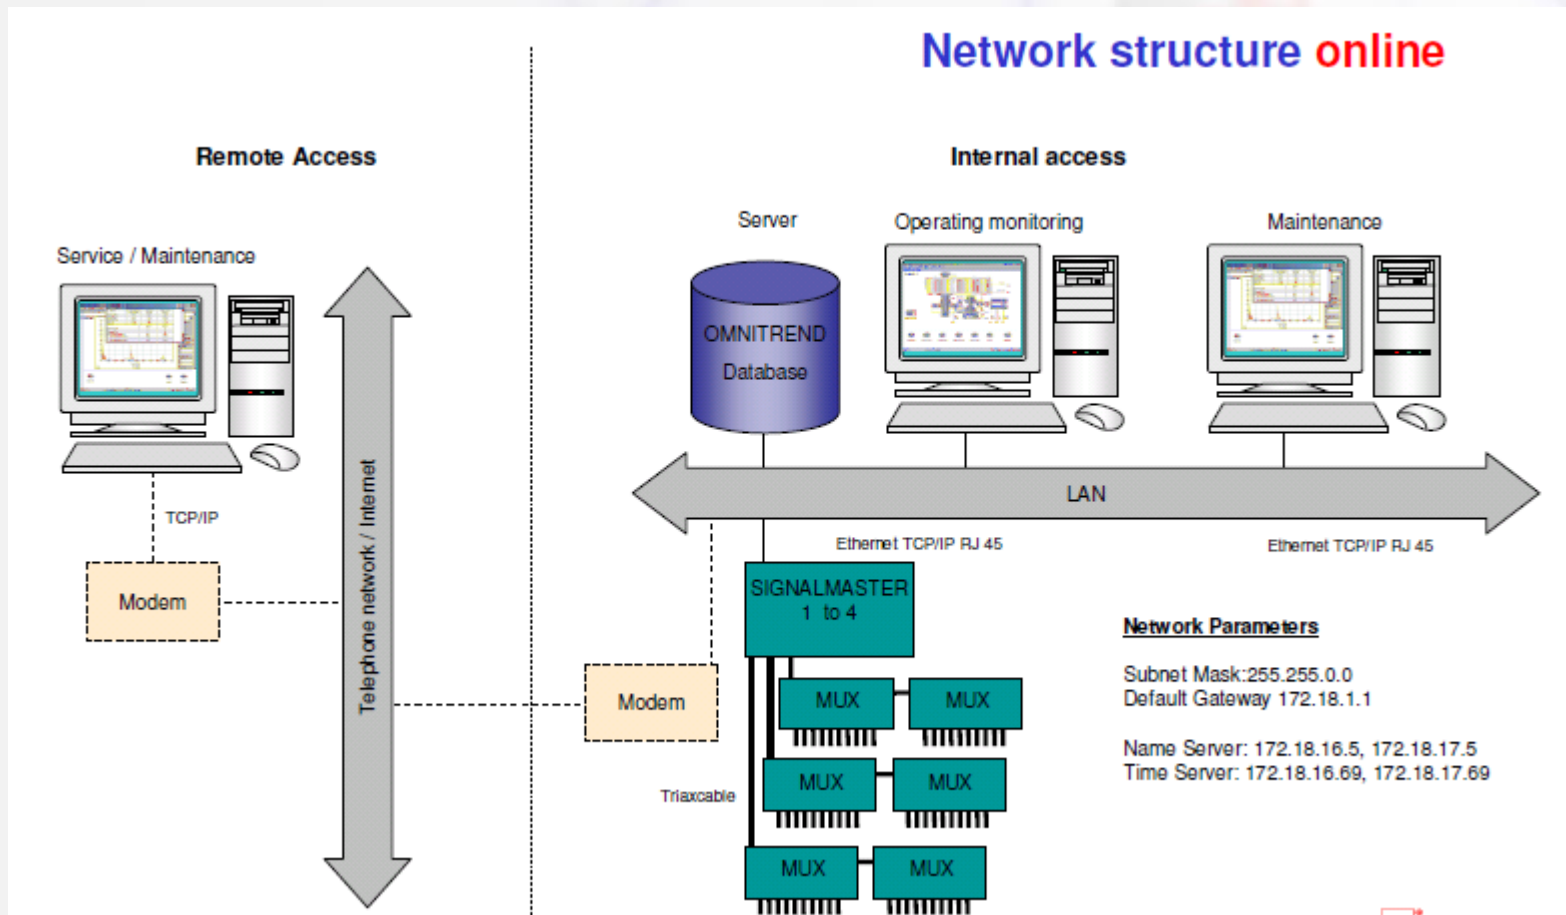 Network structure online
Remote Access
Internal access
Service / Maintenance
Server
Operating monitoring
Maintenance
OMNITREND
Database
TCP/IP
Modem
Telephone network / Internet
LAN
Ethernet TCP/IP RJ 45
Ethernet TCP/IP RJ 45
SIGNALMASTER
1 to 4
Modem
MUX
MUX
Triaxcable
MUX
MUX
MUX
MUX
Network Parameters
Subnet Mask:255.255.0.0
Default Gateway 172.18.1.1
Name Server: 172.18.16.5, 172.18.17.5
Time Server: 172.18.16.69, 172.18.17.69